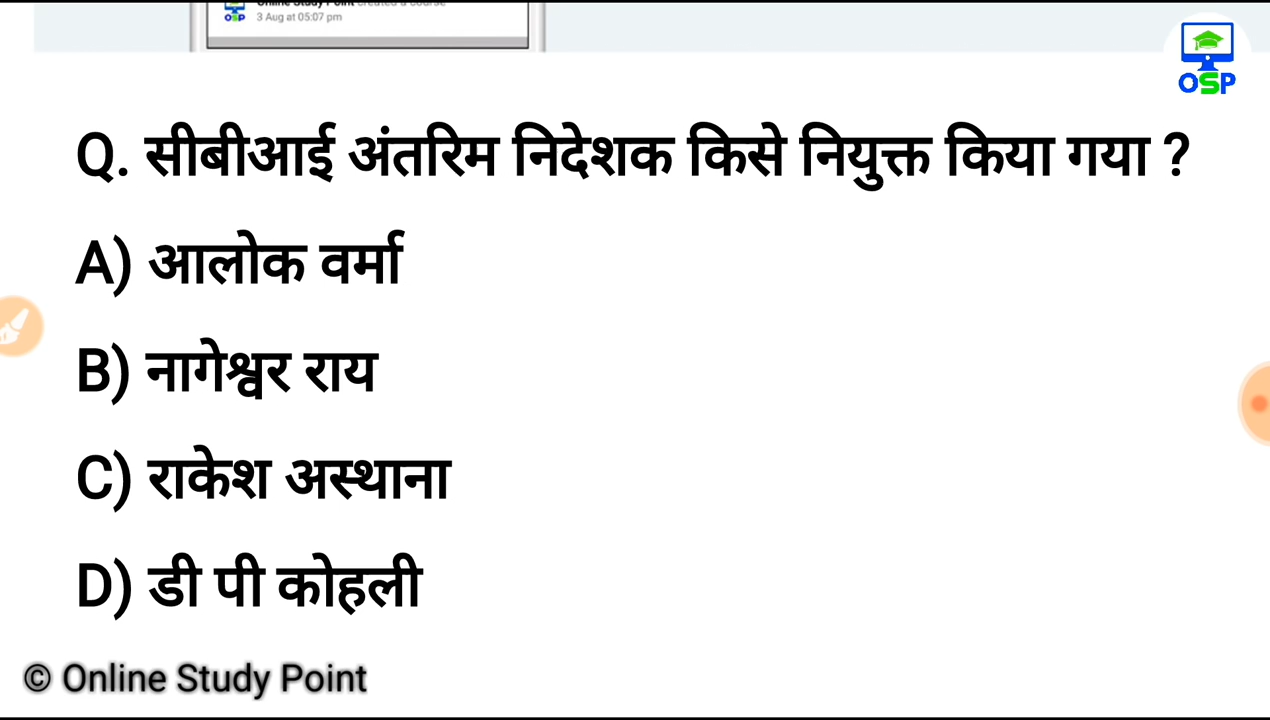 Online Study Point created a course
OSP 3 Aug at 05:07 pm
OSP
Q. सीबीआई अंतरिम निदेशक किसे नियुक्त किया गया ?
A) आलोक वर्मा
B) नागेश्वर राय
C) राकेश अस्थाना
D) डी पी कोहली
© Online Study Point